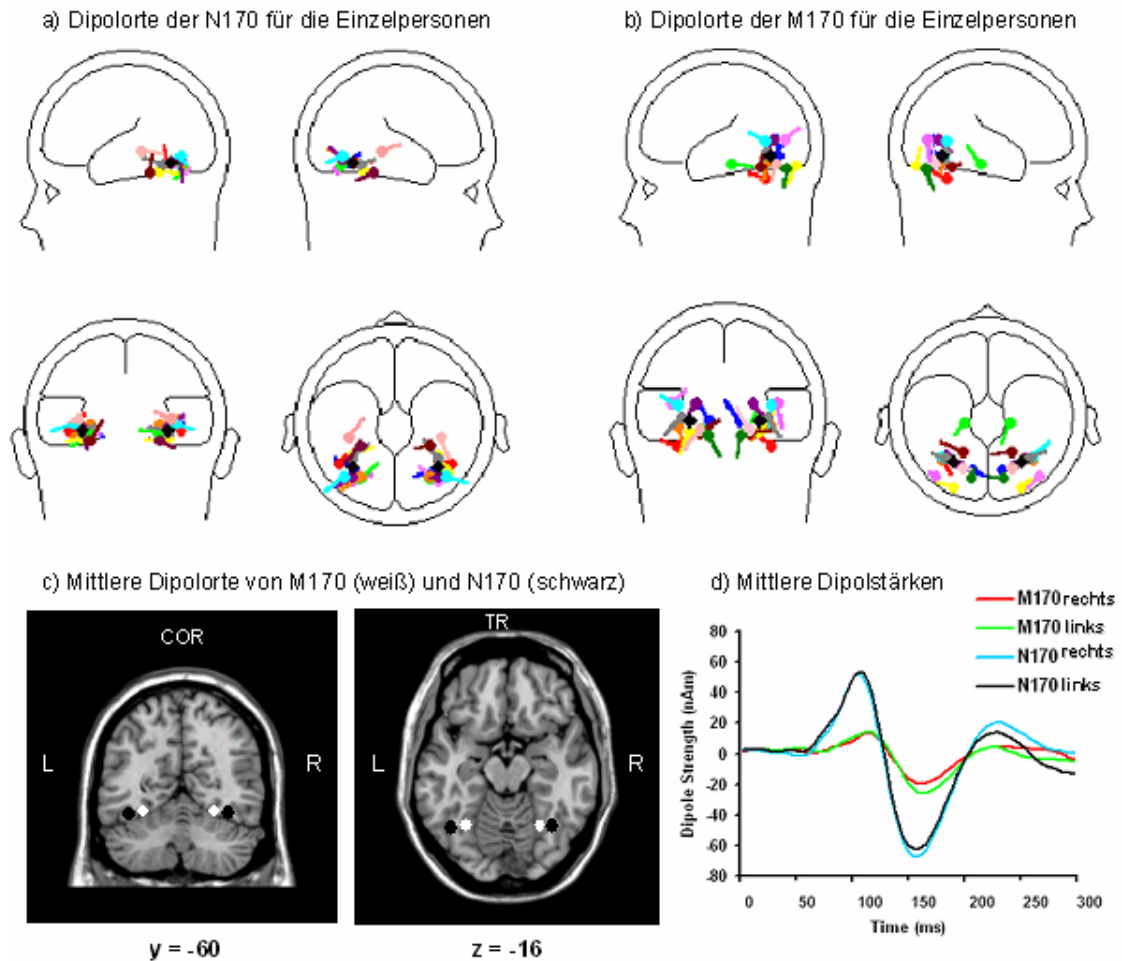 a) Dipolorte der N170 für die Einzelpersonen
b) Dipolorte der M170 für die Einzelpersonen
c) Mittlere Dipolorte von M170 (weiß) und N170 (schwarz)
COR
L
R
y = -60
TR
L
R
z = -16
d) Mittlere Dipolstärken
M170 rechts
M170 links
N170 rechts
N170 links
Dipole Strength (nAm)
80
60
40
20
0
-20
-40
-60
-80
0 50 100 150 200 250 300
Time (ms)